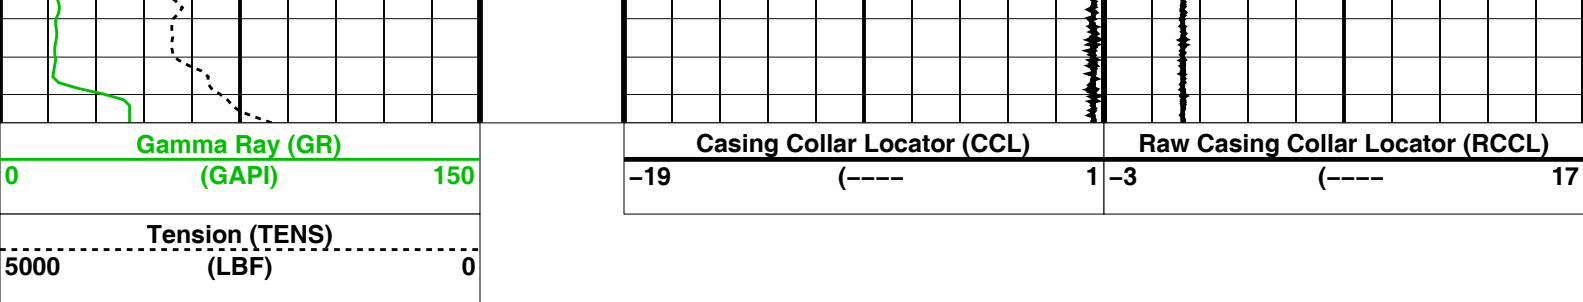 Gamma Ray (GR)
0 (GAPI) 150
Tension (TENS)
5000 (LBF) 0
Casing Collar Locator (CCL)
−19 (−−−− 1
Raw Casing Collar Locator (RCCL)
−3 (−−−− 17